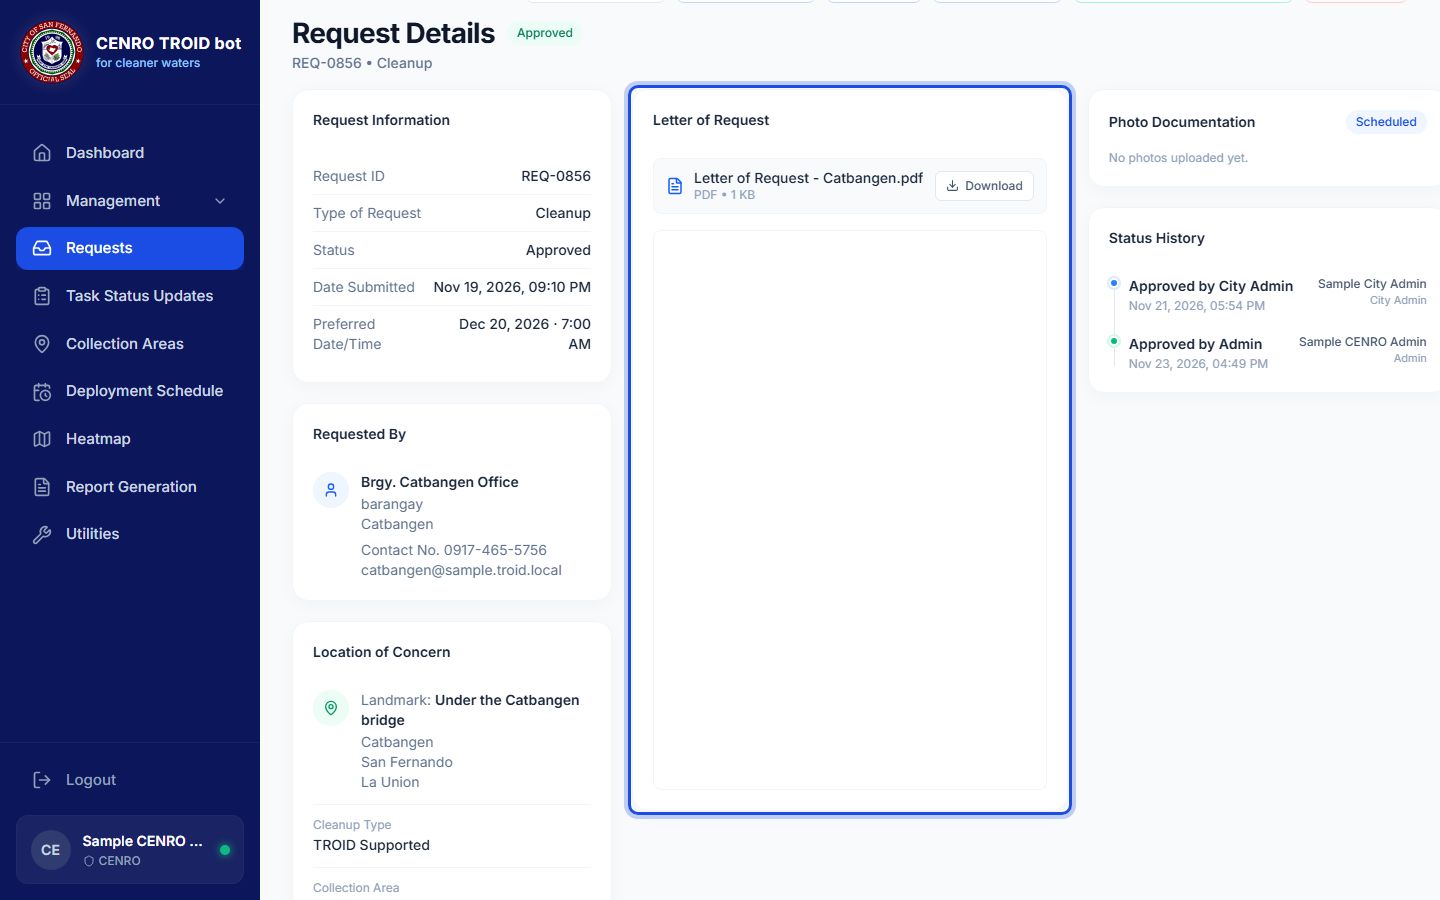 CITY OF SAN FERNANDO
OFFICIAL SEAL
CENRO TROID bot
for cleaner waters
Dashboard
Management
Requests
Task Status Updates
Collection Areas
Deployment Schedule
Heatmap
Report Generation
Utilities
Logout
CE
Sample CENRO ...
CENRO
Request Details
Approved
REQ-0856 • Cleanup
Request Information
Request ID REQ-0856
Type of Request Cleanup
Status Approved
Date Submitted Nov 19, 2026, 09:10 PM
Preferred Dec 20, 2026 · 7:00
Date/Time AM
Requested By
Brgy. Catbangen Office
barangay
Catbangen
Contact No. 0917-465-5756
catbangen@sample.troid.local
Location of Concern
Landmark: Under the Catbangen
bridge
Catbangen
San Fernando
La Union
Cleanup Type
TROID Supported
Collection Area
Letter of Request
Letter of Request - Catbangen.pdf
PDF • 1 KB
Download
Photo Documentation
Scheduled
No photos uploaded yet.
Status History
Approved by City Admin Sample City Admin
Nov 21, 2026, 05:54 PM City Admin
Approved by Admin Sample CENRO Admin
Nov 23, 2026, 04:49 PM Admin